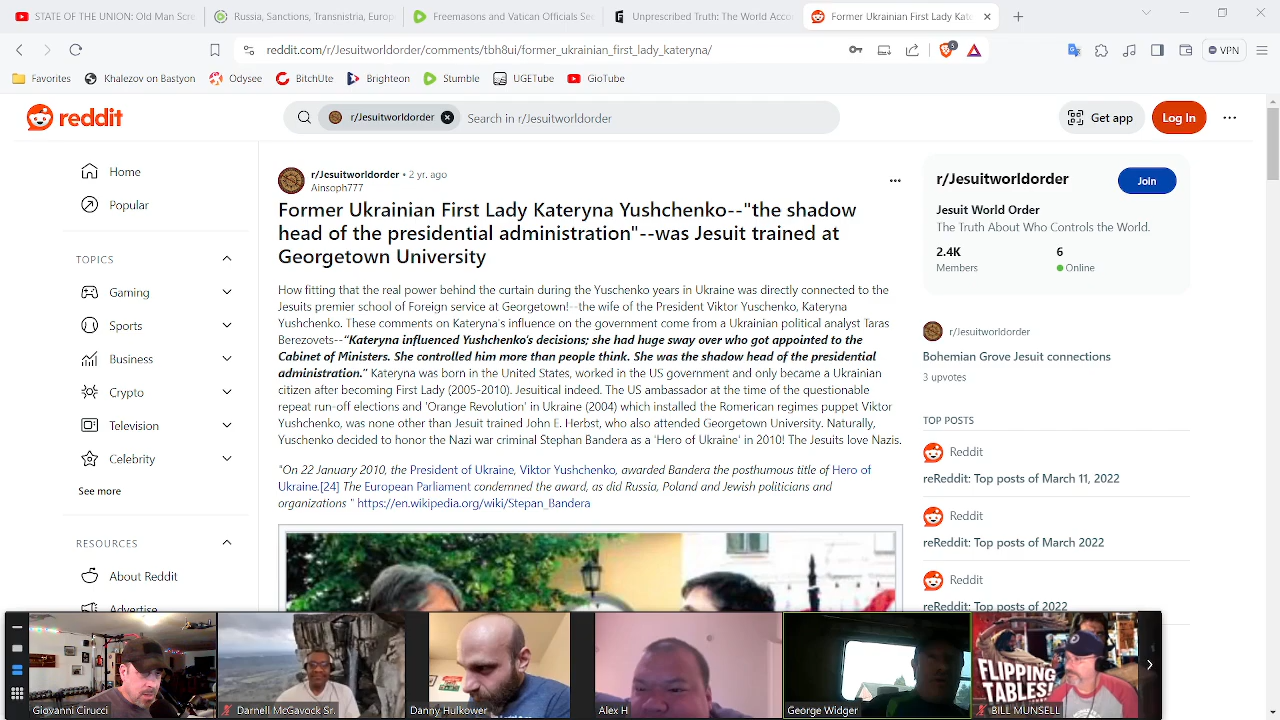 STATE OF THE UNION: Old Man Scre
Russia, Sanctions, Transnistria, Europ
Freemasons and Vatican Officials See
Unprescribed Truth: The World Acco
Former Ukrainian First Lady Kate
reddit.com/r/Jesuitworldorder/comments/tbh8ui/former_ukrainian_first_lady_kateryna/
VPN
Favorites Khalezov on Bastyon Odysee BitchUte Brighteon Stumble UGETube GioTube
reddit
r/Jesuitworldorder Search in r/Jesuitworldorder
Get app
Log In
Home
Popular
TOPICS
Gaming
Sports
Business
Crypto
Television
Celebrity
See more
RESOURCES
About Reddit
Advertise
r/Jesuitworldorder • 2 yr. ago
Ainsoph777
Former Ukrainian First Lady Kateryna Yushchenko--"the shadow
head of the presidential administration"--was Jesuit trained at
Georgetown University
How fitting that the real power behind the curtain during the Yuschenko years in Ukraine was directly connected to the
Jesuits premier school of Foreign service at Georgetown!--the wife of the President Viktor Yuschenko, Kateryna
Yushchenko. These comments on Kateryna's influence on the government come from a Ukrainian political analyst Taras
Berezovets--"Kateryna influenced Yushchenko's decisions; she had huge sway over who got appointed to the
Cabinet of Ministers. She controlled him more than people think. She was the shadow head of the presidential
administration." Kateryna was born in the United States, worked in the US government and only became a Ukrainian
citizen after becoming First Lady (2005-2010). Jesuitical indeed. The US ambassador at the time of the questionable
repeat run-off elections and 'Orange Revolution' in Ukraine (2004) which installed the Romerican regimes puppet Viktor
Yuschenko, was none other than Jesuit trained John E. Herbst, who also attended Georgetown University. Naturally,
Yuschenko decided to honor the Nazi war criminal Stephan Bandera as a 'Hero of Ukraine' in 2010! The Jesuits love Nazis.
"On 22 January 2010, the President of Ukraine, Viktor Yushchenko, awarded Bandera the posthumous title of Hero of
Ukraine.[24] The European Parliament condemned the award, as did Russia, Poland and Jewish politicians and
organizations " https://en.wikipedia.org/wiki/Stepan_Bandera
r/Jesuitworldorder
Join
Jesuit World Order
The Truth About Who Controls the World.
2.4K
6
Members
Online
r/Jesuitworldorder
Bohemian Grove Jesuit connections
3 upvotes
TOP POSTS
Reddit
reReddit: Top posts of March 11, 2022
Reddit
reReddit: Top posts of March 2022
Reddit
reReddit: Top posts of 2022
FLIPPING
TABLES!
Giovanni Cirucci
Darnell McGavock Sr.
Danny Hulkower
Alex H
George Widger
BILL MUNSELL